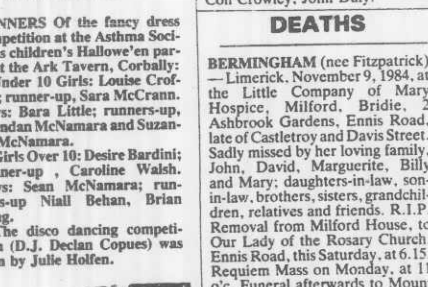 NNERS Of the fancy dress
petition at the Asthma Soci-
s children's Hallowe'en par-
t the Ark Tavern, Corbally:
nder 10 Girls: Louise Crof-
; runner-up, Sara McCrann.
s: Bara Little; runners-up,
ndan McNamara and Suzan-
McNamara.
Girls Over 10: Desire Bardini;
ner-up , Caroline Walsh.
ys: Sean McNamara; run-
s-up Niall Behan, Brian
g.
The disco dancing competi-
n (D.J. Declan Copues) was
n by Julie Holfen.
Con Crowley, John Daly.
DEATHS
BERMINGHAM (nee Fitzpatrick)
— Limerick. November 9, 1984, at
the Little Company of Mary
Hospice, Milford, Bridie, 2
Ashbrook Gardens, Ennis Road,
late of Castletroy and Davis Street.
Sadly missed by her loving family,
John, David, Marguerite, Billy
and Mary; daughters-in-law, son-
in-law, brothers, sisters, grandchil-
dren, relatives and friends. R.I.P.
Removal from Milford House, to
Our Lady of the Rosary Church
Ennis Road, this Saturday, at 6.15.
Requiem Mass on Monday, at 11
o'c. Funeral afterwards to Mount